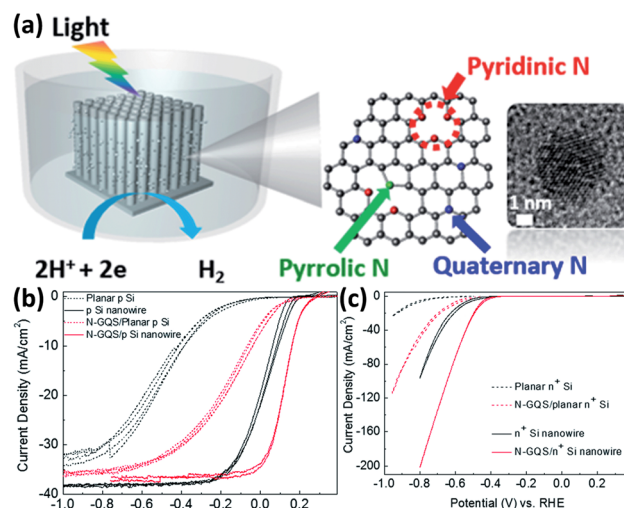 (a)
Light
2H⁺ + 2e
H₂
Pyridinic N
Pyrrolic N
Quaternary N
1 nm
(b)
Planar p Si
p Si nanowire
N-GQS/Planar p Si
N-GQS/p Si nanowire
Current Density (mA/cm²)
0
-10
-20
-30
-40
-1.0
-0.8
-0.6
-0.4
-0.2
0.0
0.2
(c)
Planar n⁺ Si
N-GQS/planar n⁺ Si
n⁺ Si nanowire
N-GQS/n⁺ Si nanowire
Current Density (mA/cm²)
0
-40
-80
-120
-160
-200
-1.0
-0.8
-0.6
-0.4
-0.2
0.0
0.2
Potential (V) vs. RHE